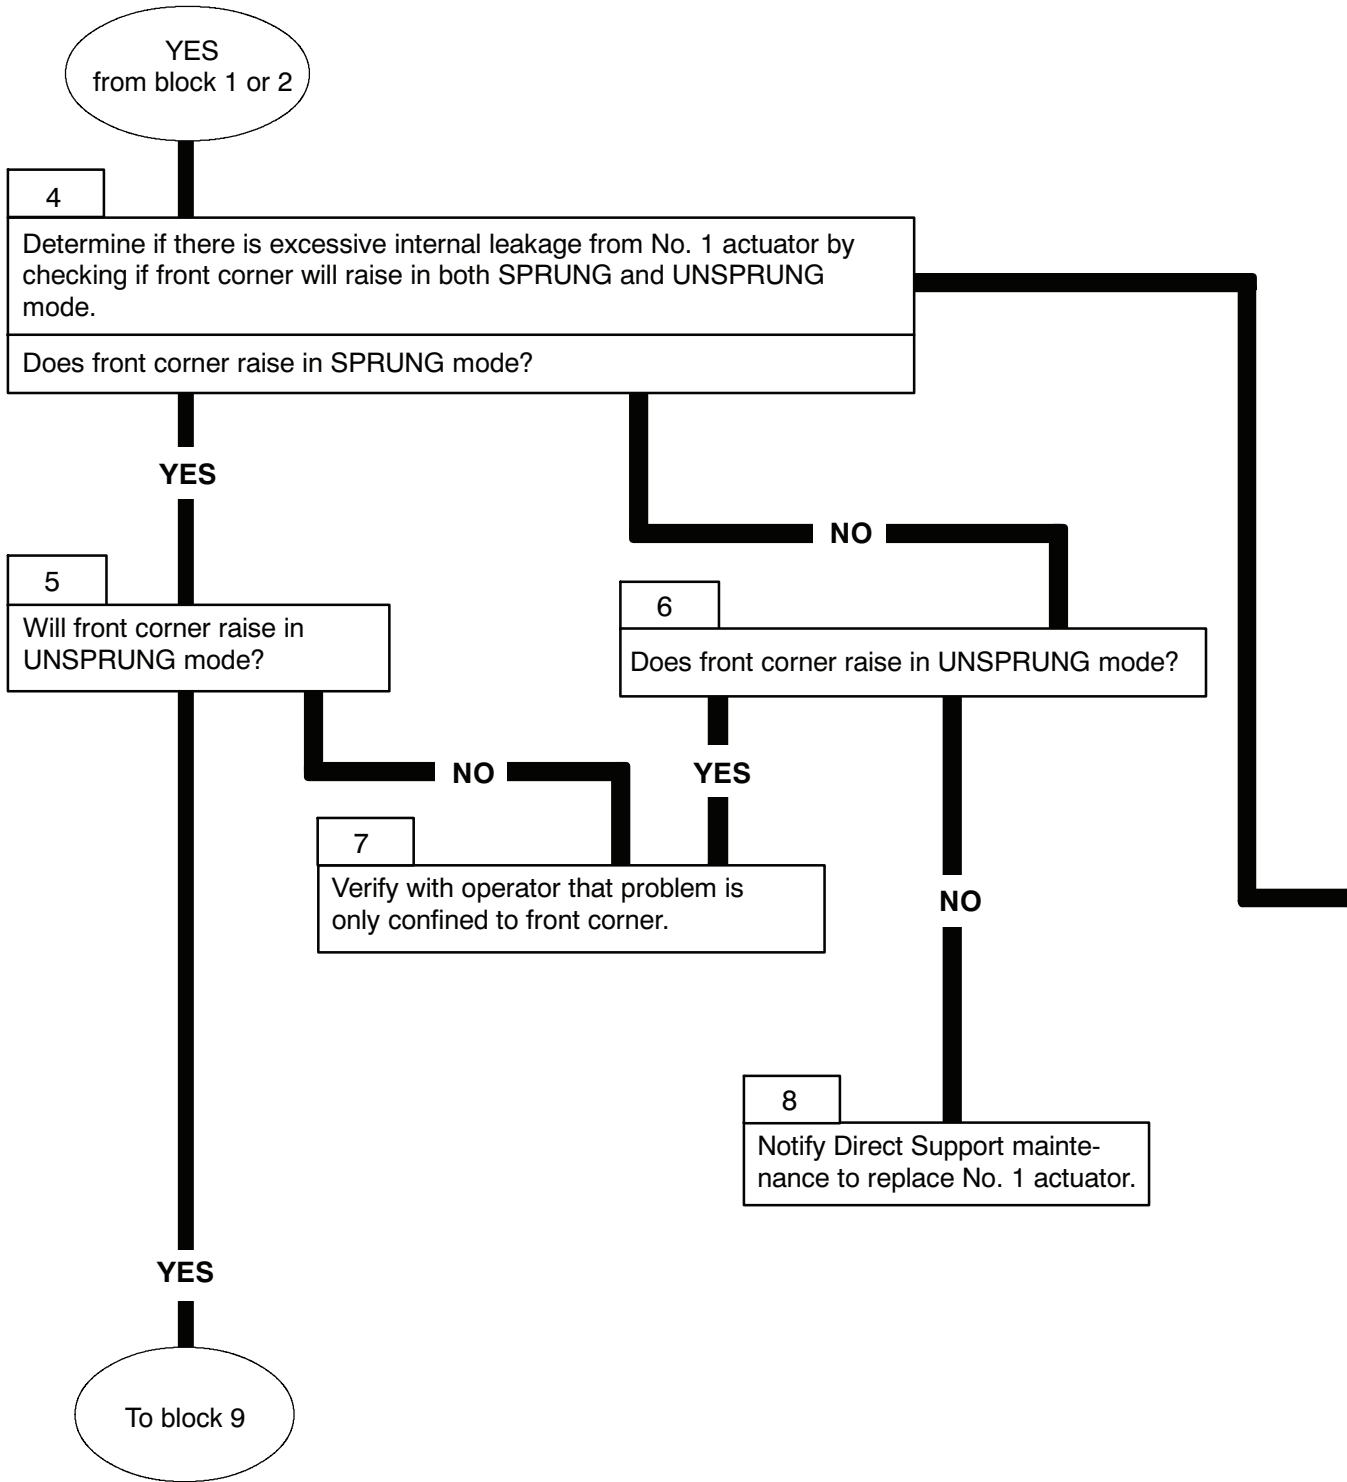 YES
from block 1 or 2
4
Determine if there is excessive internal leakage from No. 1 actuator by
checking if front corner will raise in both SPRUNG and UNSPRUNG
mode.
Does front corner raise in SPRUNG mode?
YES
NO
5
Will front corner raise in
UNSPRUNG mode?
6
Does front corner raise in UNSPRUNG mode?
NO
YES
7
Verify with operator that problem is
only confined to front corner.
NO
8
Notify Direct Support mainte-
nance to replace No. 1 actuator.
YES
To block 9